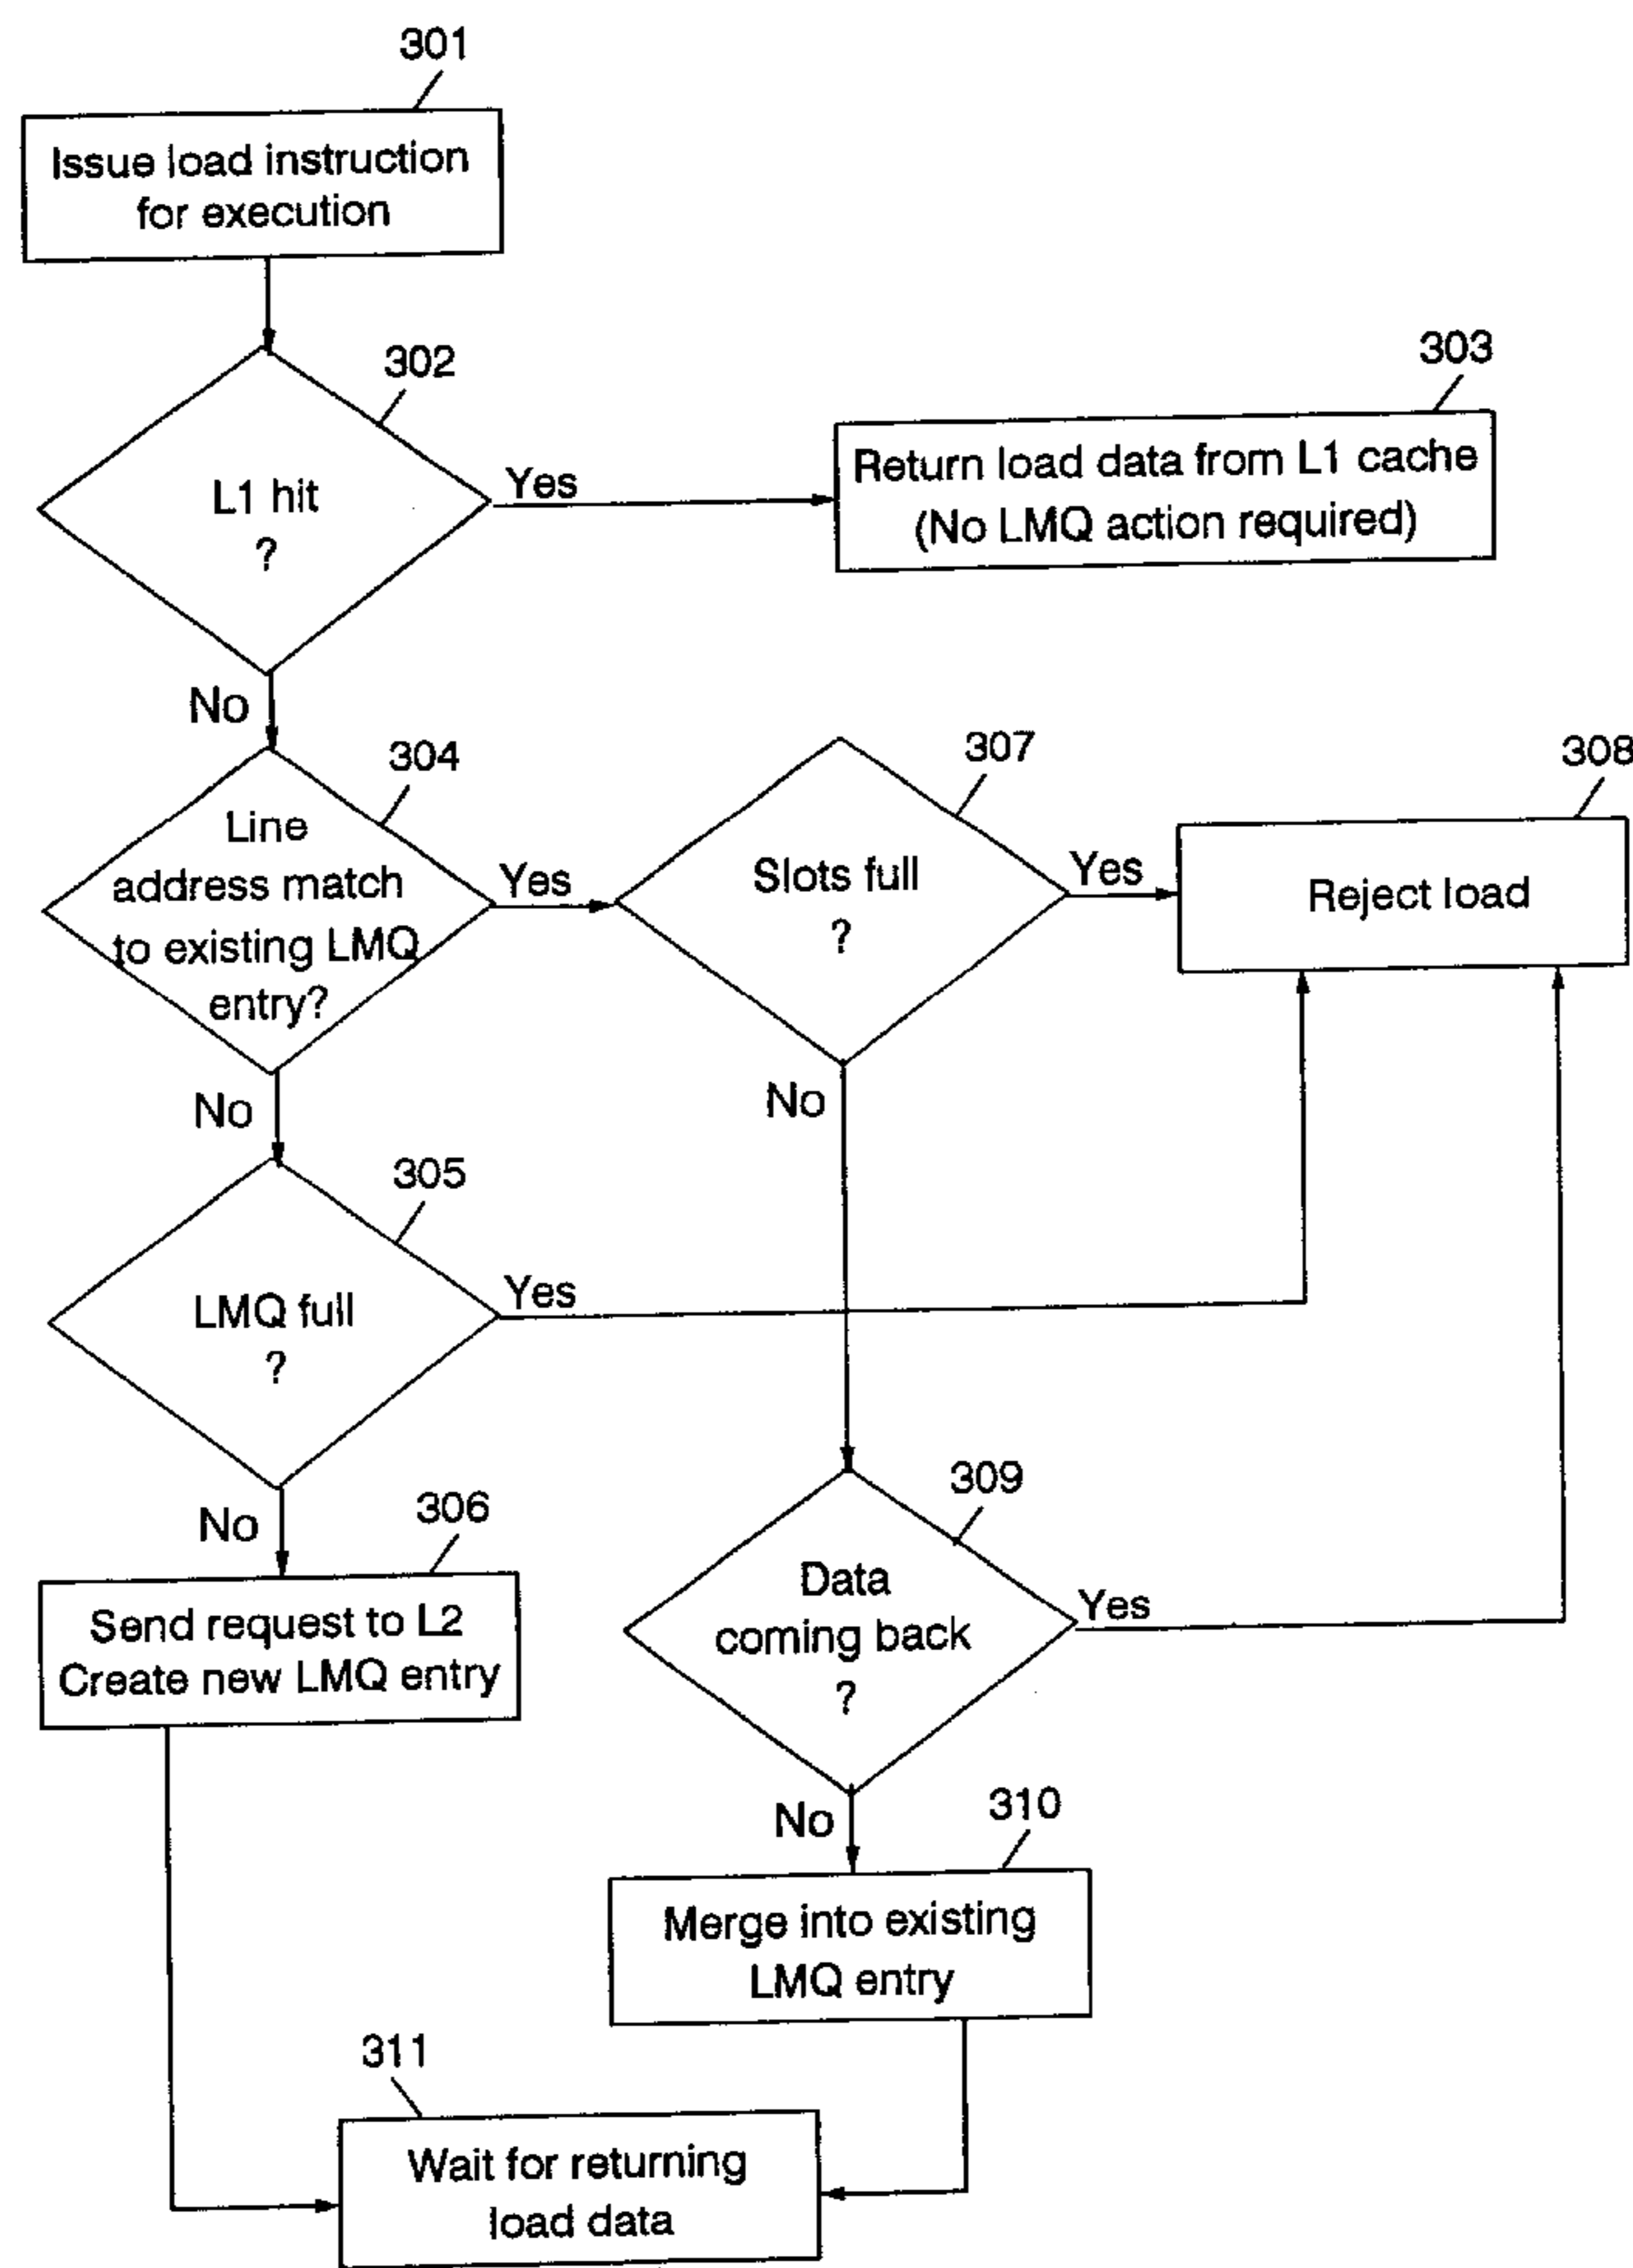 301
Issue load instruction
for execution
302
L1 hit
?
Yes
303
Return load data from L1 cache
(No LMQ action required)
No
304
Line
address match
to existing LMQ
entry?
Yes
307
Slots full
?
Yes
308
Reject load
No
No
305
LMQ full
?
Yes
309
Data
coming back
?
Yes
No
306
Send request to L2
Create new LMQ entry
No
310
Merge into existing
LMQ entry
311
Wait for returning
load data